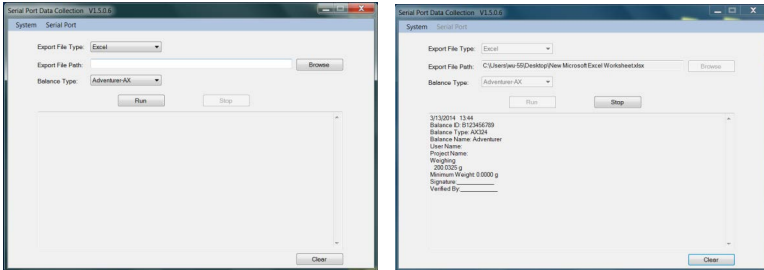 Serial Port Data Collection V1.5.0.6
System Serial Port
Export File Type: Excel
Export File Path: Browse
Balance Type: Adventurer-AX
Run Stop
Clear
Serial Port Data Collection V1.5.0.6
System Serial Port
Export File Type: Excel
Export File Path: C:\Users\wu-55\Desktop\New Microsoft Excel Worksheet.xlsx Browse
Balance Type: Adventurer-AX
Run Stop
3/13/2014 13:44
Balance ID: B123456789
Balance Type: AX324
Balance Name: Adventurer
User Name:
Project Name:
Weighing
200.0325 g
Minimum Weight: 0.0000 g
Signature:___________
Verified By:___________
Clear